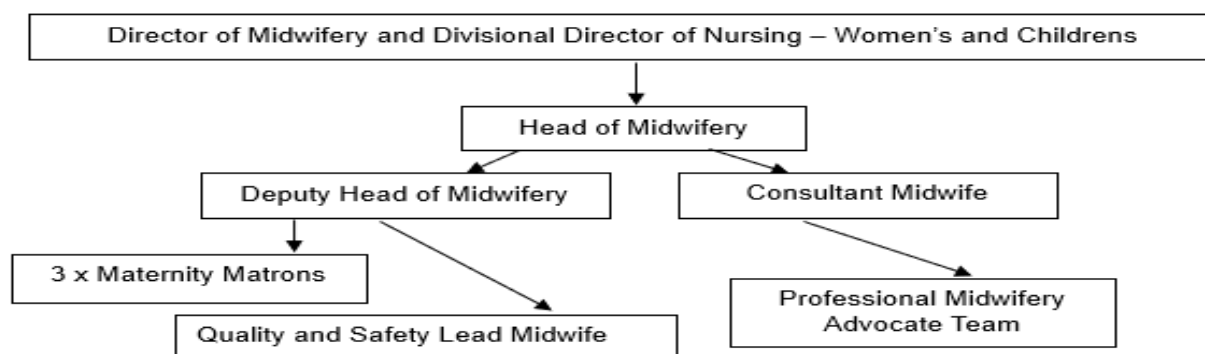 Director of Midwifery and Divisional Director of Nursing – Women's and Childrens
Head of Midwifery
Deputy Head of Midwifery
Consultant Midwife
3 x Maternity Matrons
Professional Midwifery
Advocate Team
Quality and Safety Lead Midwife